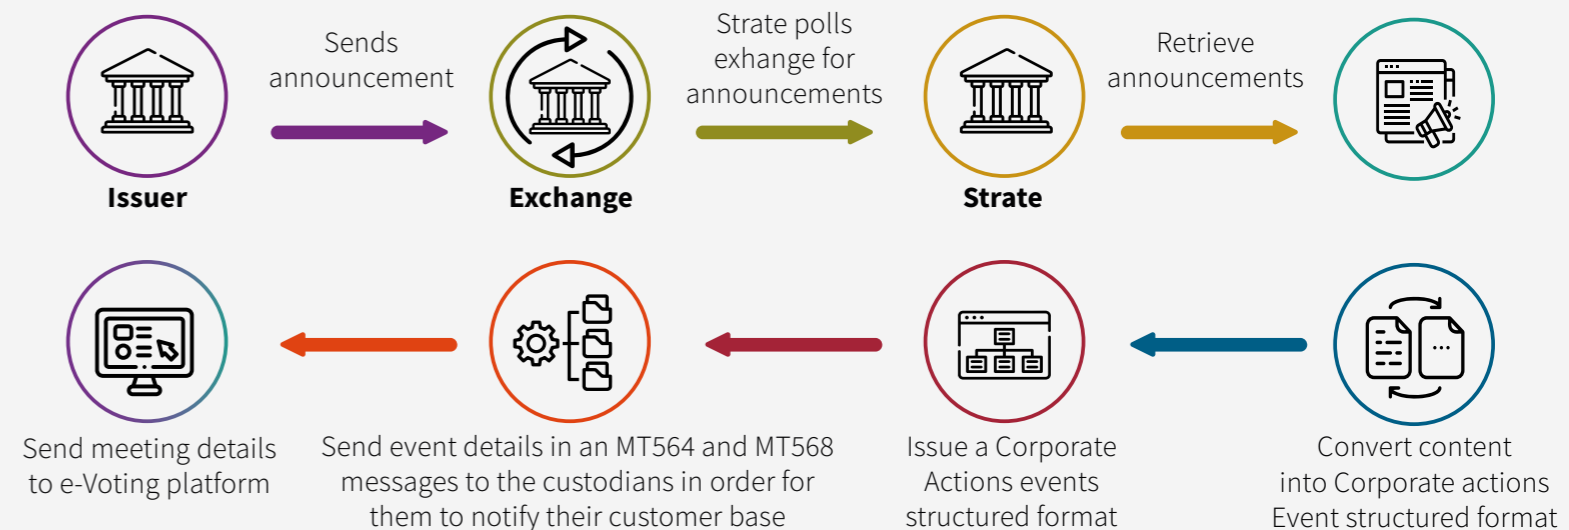 Sends
announcement
Strate polls
exhange for
announcements
Retrieve
announcements
Issuer
Exchange
Strate
Send meeting details
to e-Voting platform
Send event details in an MT564 and MT568
messages to the custodians in order for
them to notify their customer base
Issue a Corporate
Actions events
structured format
Convert content
into Corporate actions
Event structured format